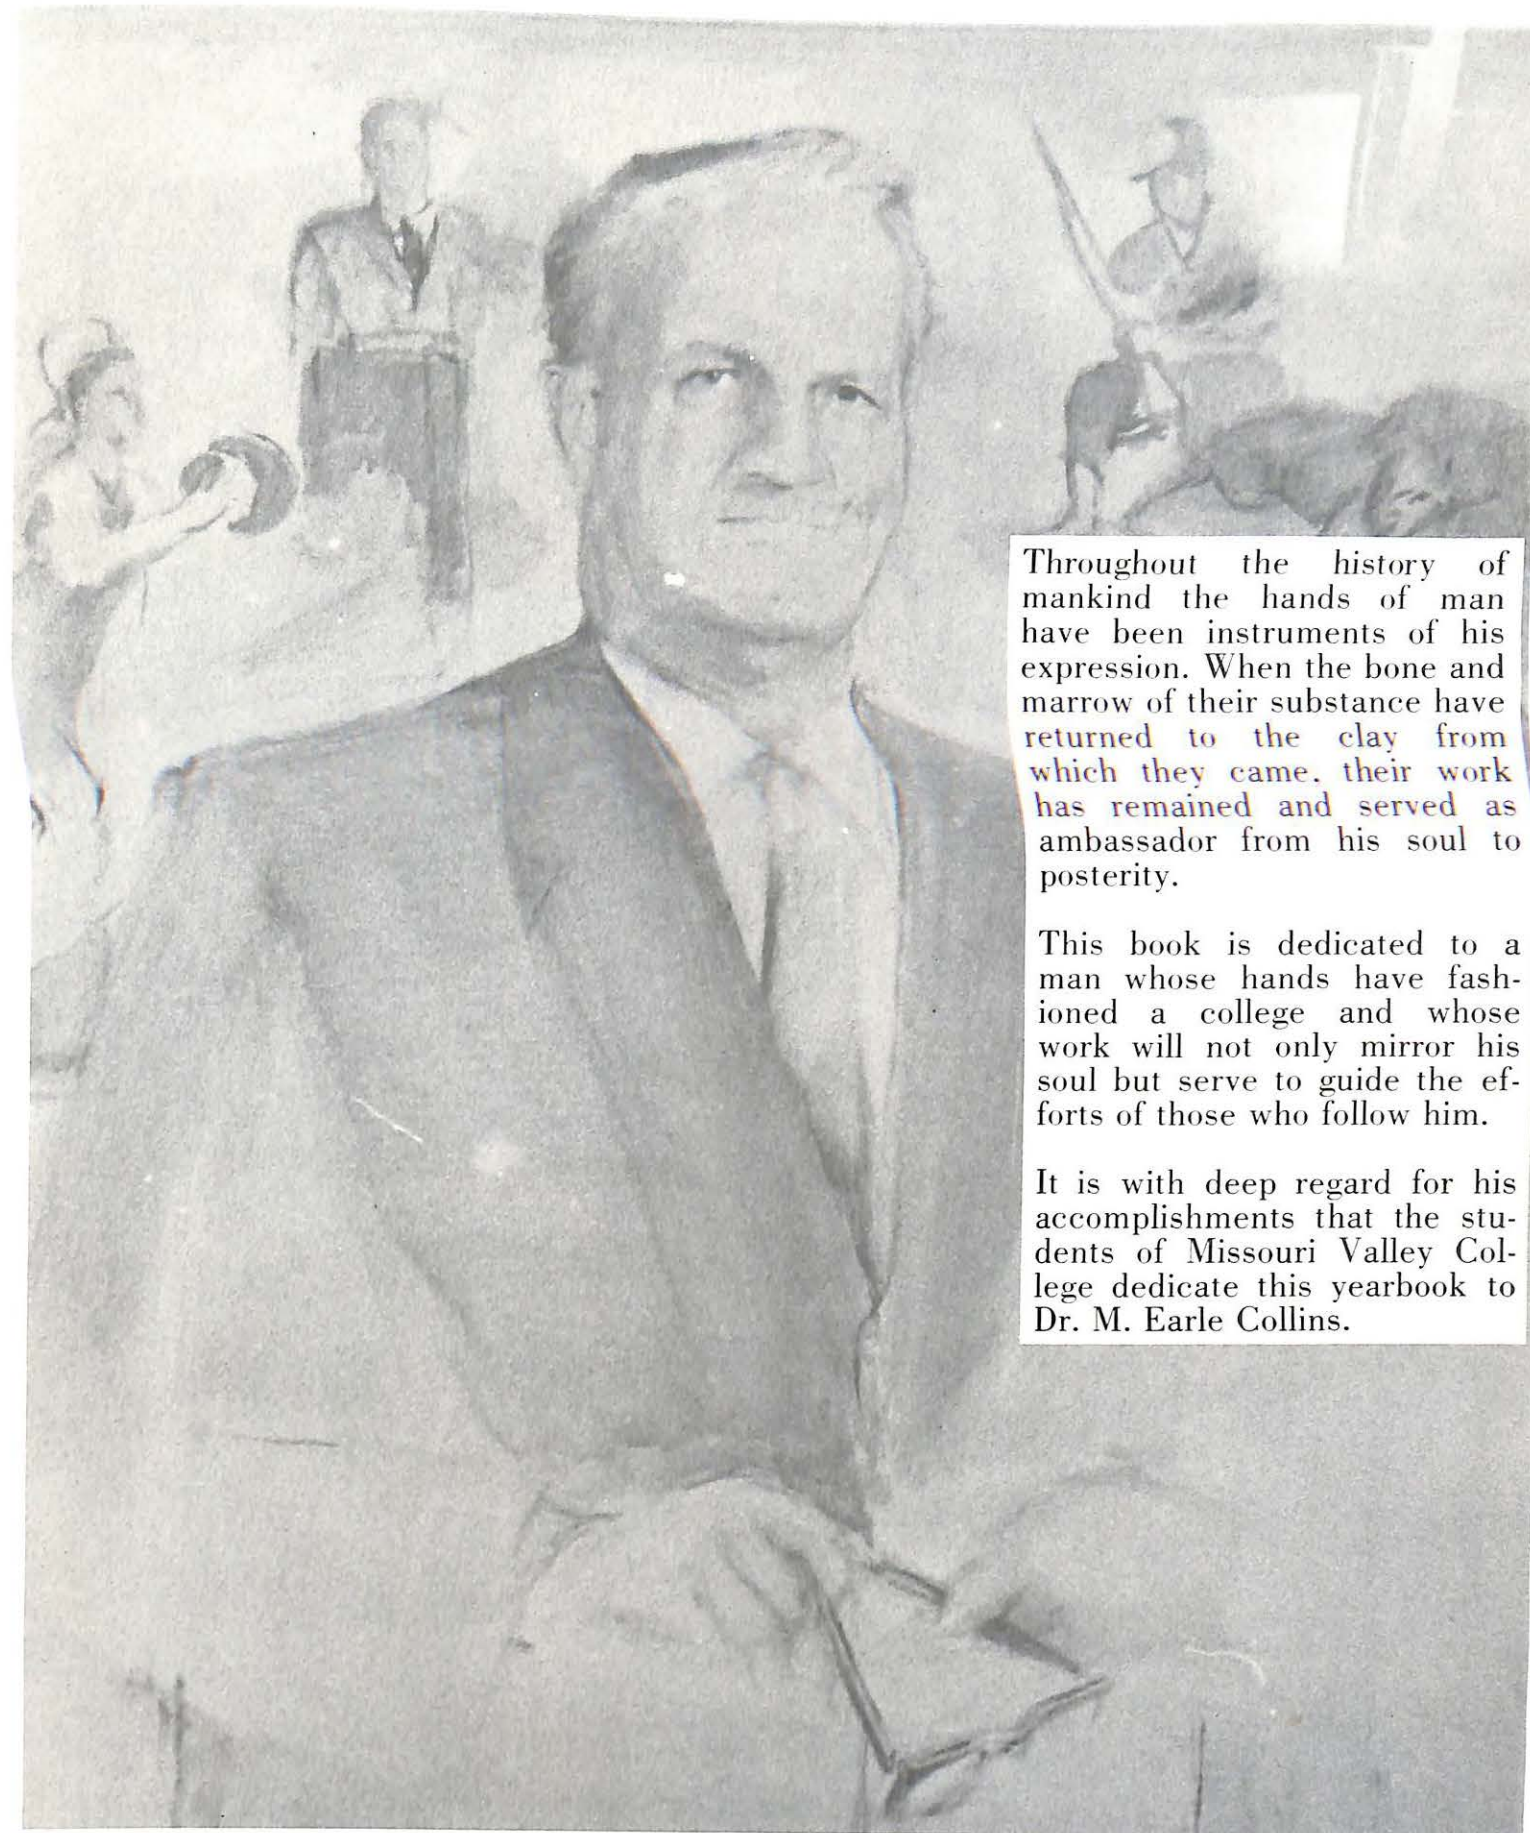 Throughout the history of
mankind the hands of man
have been instruments of his
expression. When the bone and
marrow of their substance have
returned to the clay from
which they came. their work
has remained and served as
ambassador from his soul to
posterity.
This book is dedicated to a
man whose hands have fash-
ioned a college and whose
work will not only mirror his
soul but serve to guide the ef-
forts of those who follow him.
It is with deep regard for his
accomplishments that the stu-
dents of Missouri Valley Col-
lege dedicate this yearbook to
Dr. M. Earle Collins.